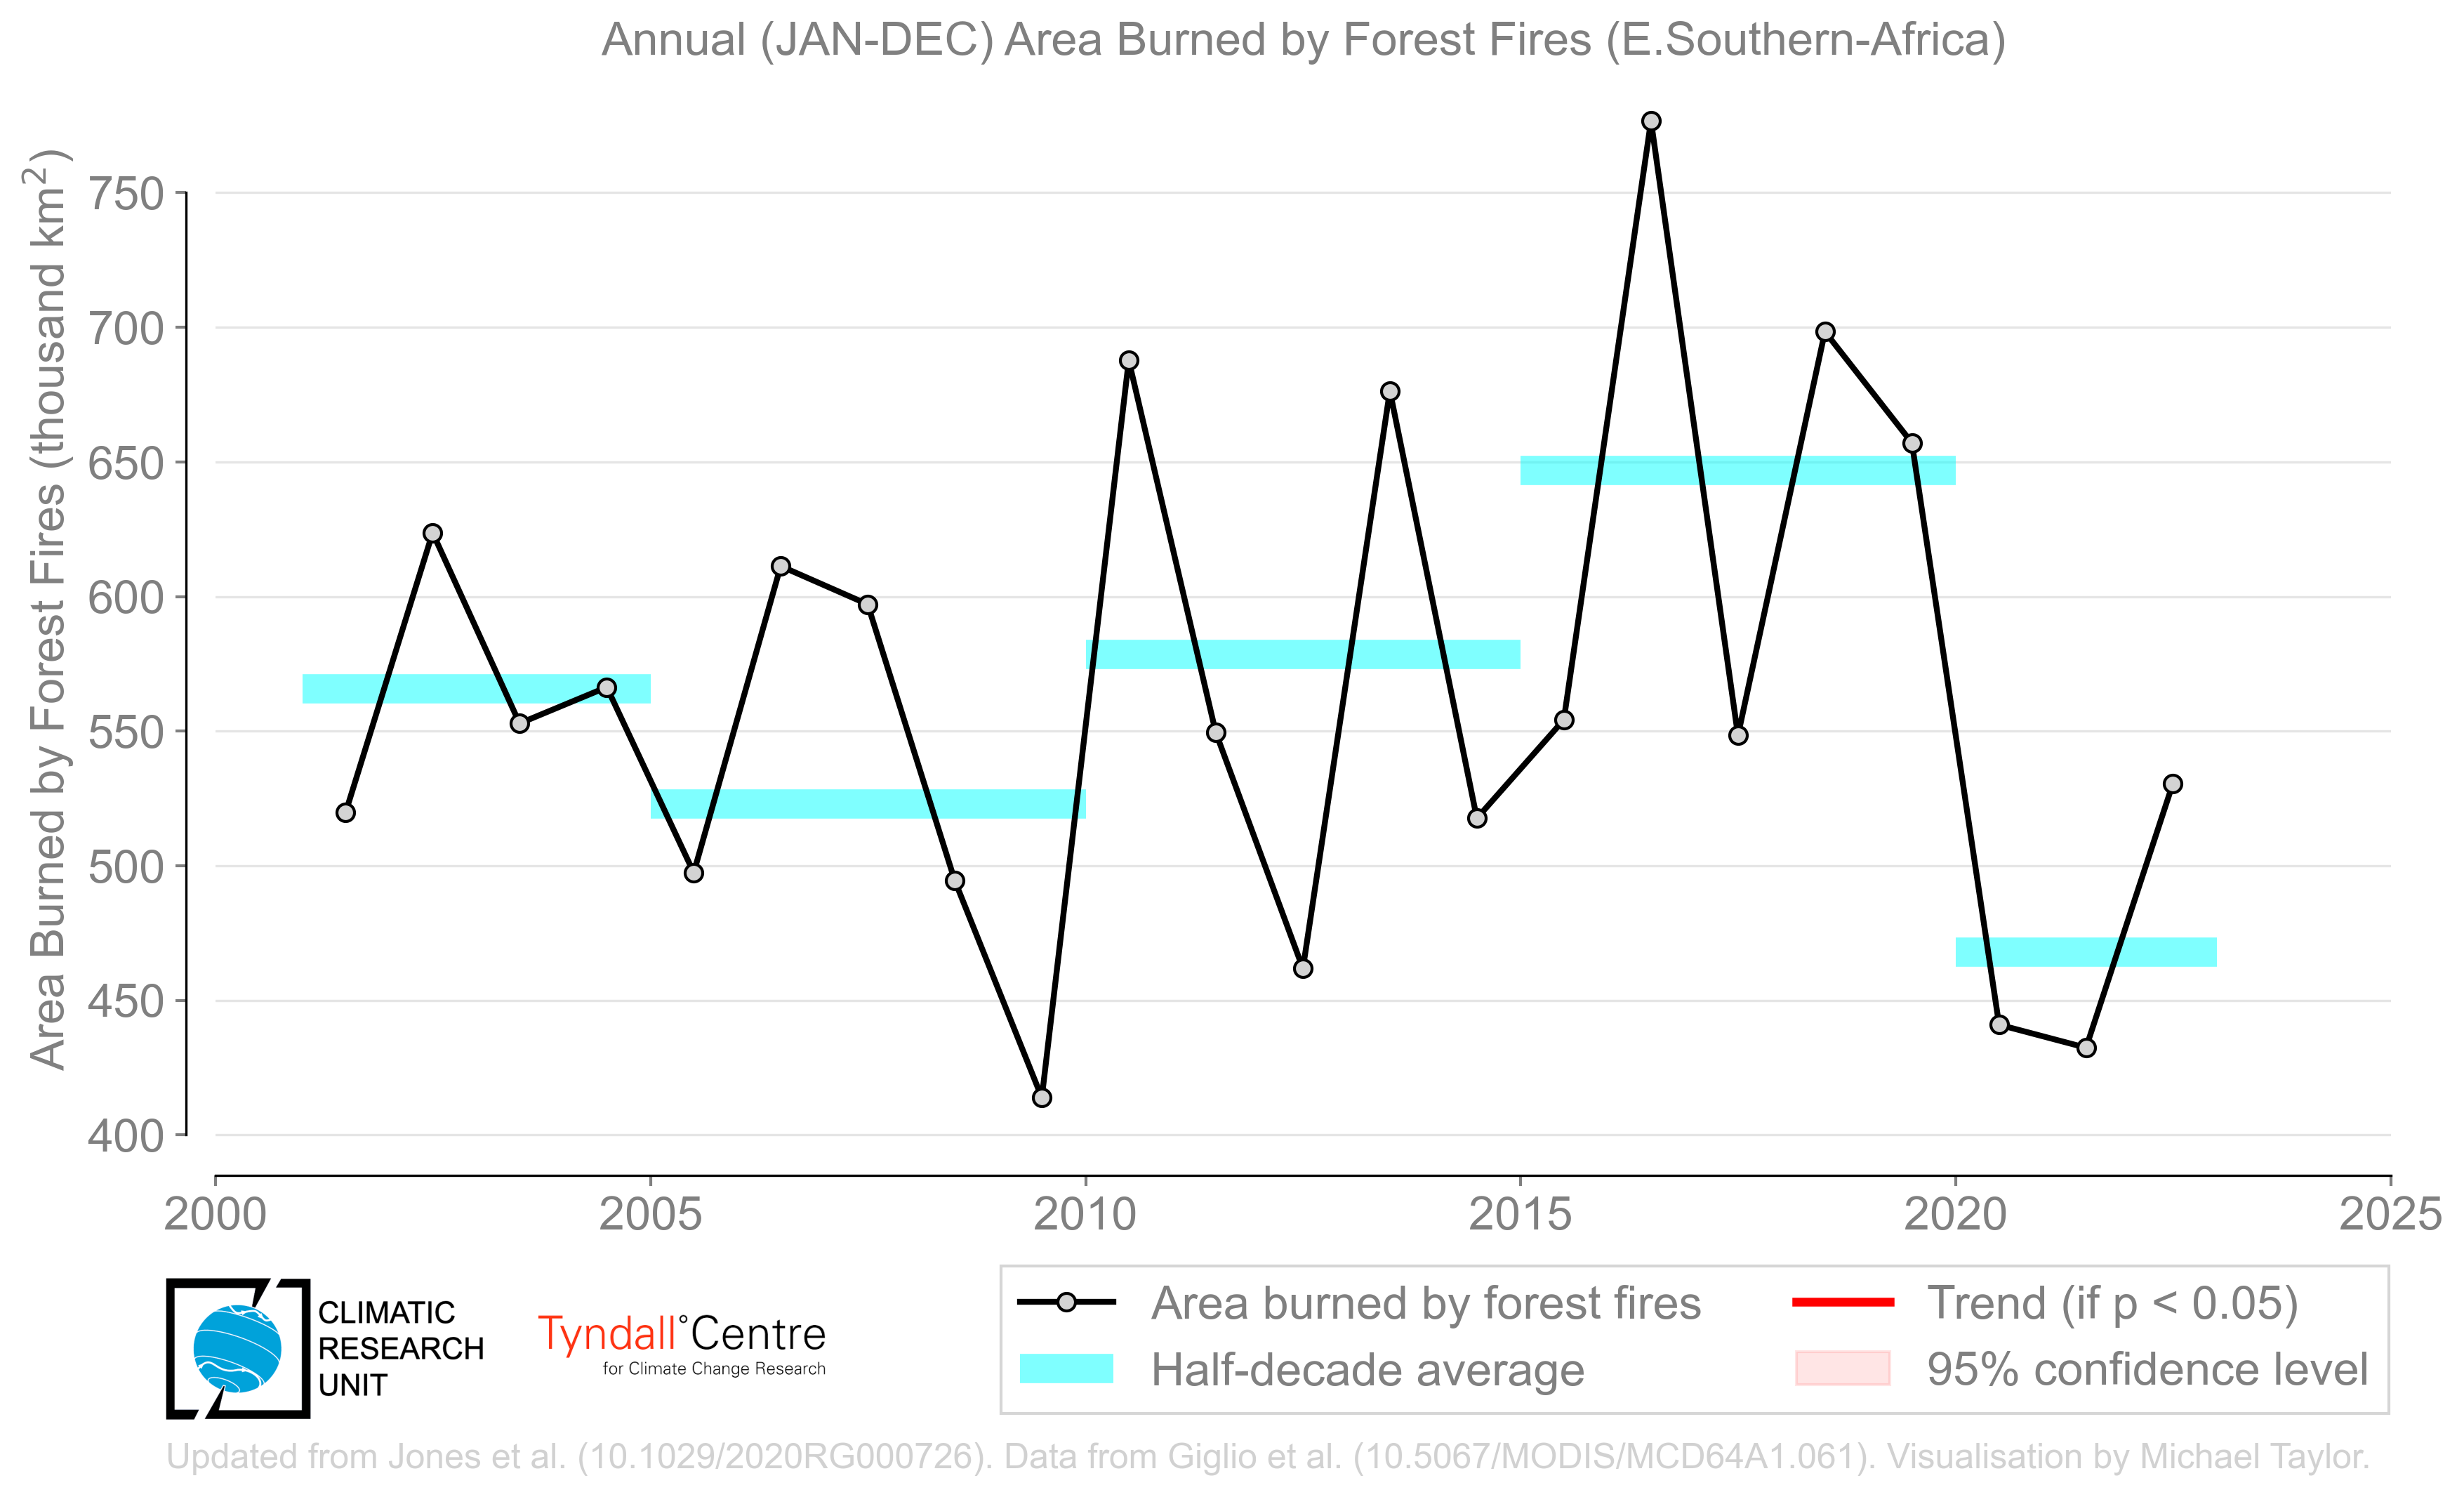 Annual (JAN-DEC) Area Burned by Forest Fires (E.Southern-Africa)
Area Burned by Forest Fires (thousand km²)
750
700
650
600
550
500
450
400
2000 2005 2010 2015 2020 2025
CLIMATIC
RESEARCH
UNIT
Tyndall°Centre
for Climate Change Research
Area burned by forest fires
Half-decade average
Trend (if p < 0.05)
95% confidence level
Updated from Jones et al. (10.1029/2020RG000726). Data from Giglio et al. (10.5067/MODIS/MCD64A1.061). Visualisation by Michael Taylor.